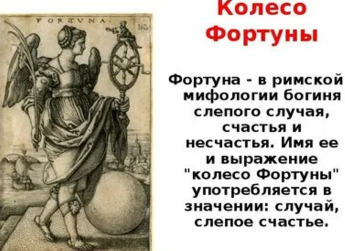 FORTVNA
Колесо
Фортуны
Фортуна - в римской
мифологии богиня
слепого случая,
счастья и
несчастья. Имя ее
и выражение
"колесо Фортуны"
употребляется в
значении: случай,
слепое счастье.